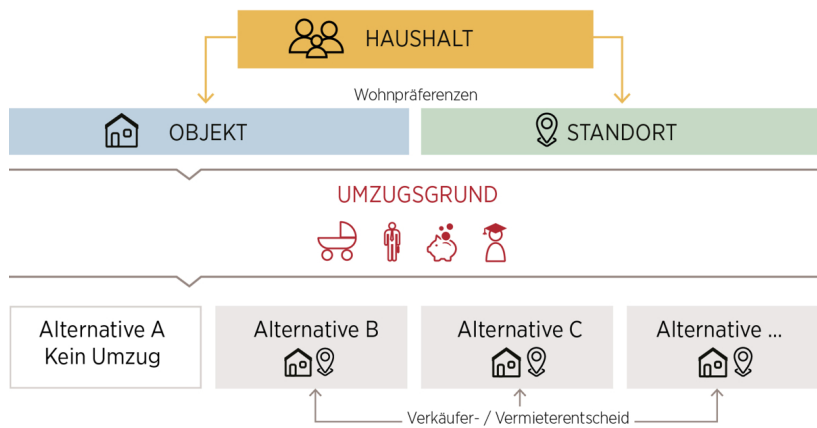 HAUSHALT
Wohnpräferenzen
OBJEKT
STANDORT
UMZUGSGRUND
Alternative A
Kein Umzug
Alternative B
Alternative C
Alternative ...
Verkäufer- / Vermieterentscheid